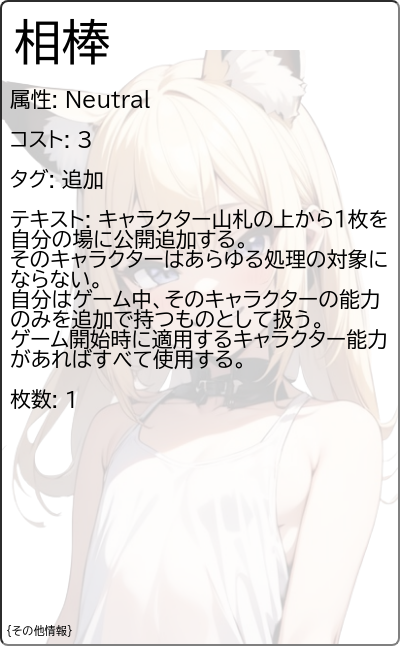 相棒
属性: Neutral
コスト: 3
タグ: 追加
テキスト: キャラクター山札の上から1枚を
自分の場に公開追加する。
そのキャラクターはあらゆる処理の対象に
ならない。
自分はゲーム中、そのキャラクターの能力
のみを追加で持つものとして扱う。
ゲーム開始時に適用するキャラクター能力
があればすべて使用する。
枚数: 1
{その他情報}